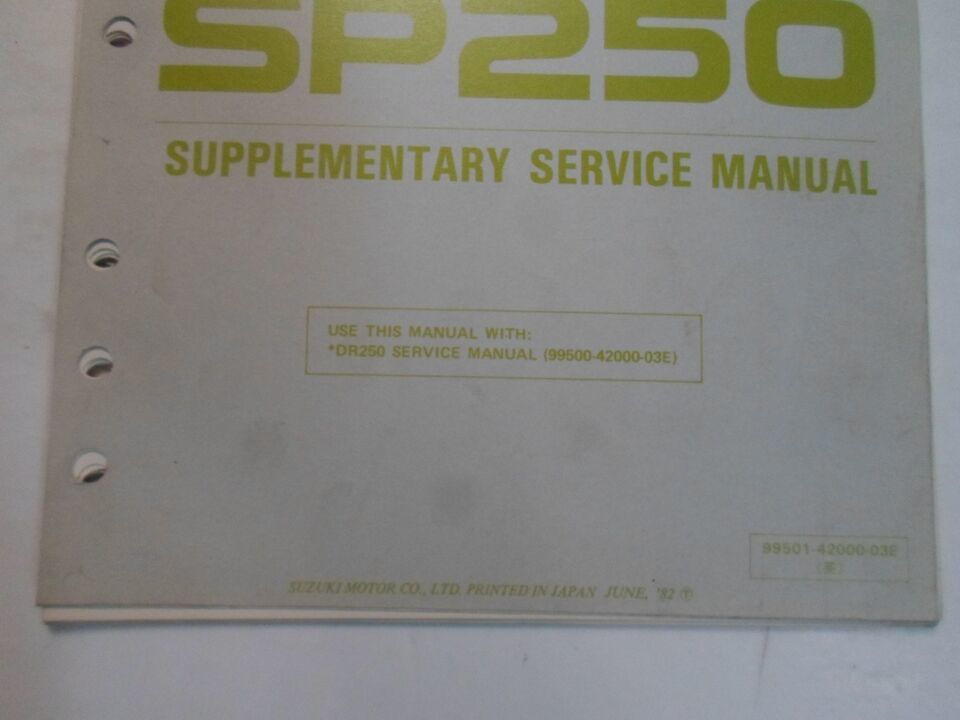 SP250
SUPPLEMENTARY SERVICE MANUAL
USE THIS MANUAL WITH:
*DR250 SERVICE MANUAL (99500-42000-03E)
99501-42000-03E
(英)
SUZUKI MOTOR CO., LTD. PRINTED IN JAPAN JUNE, '82 Ⓣ